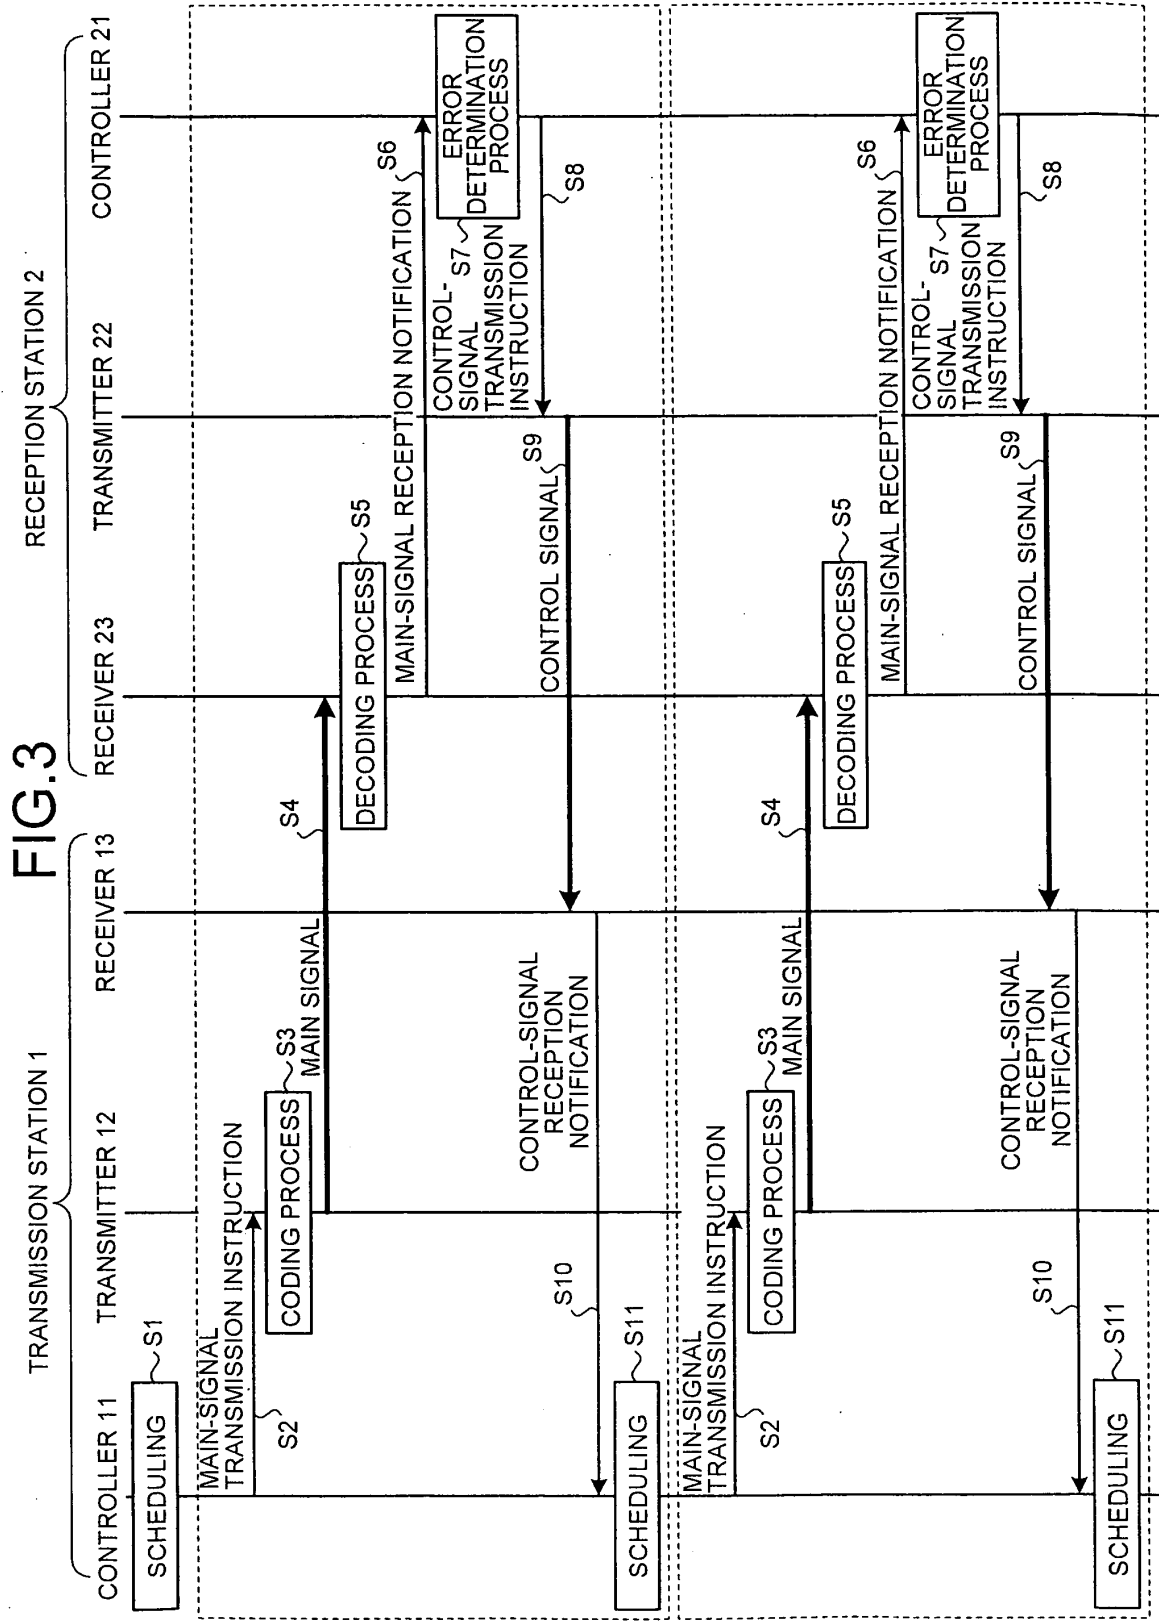 FIG.3
TRANSMISSION STATION 1
RECEPTION STATION 2
CONTROLLER 11
TRANSMITTER 12
RECEIVER 13
RECEIVER 23
TRANSMITTER 22
CONTROLLER 21
SCHEDULING
S1
MAIN-SIGNAL
TRANSMISSION INSTRUCTION
S2
CODING PROCESS
S3
MAIN SIGNAL
S4
DECODING PROCESS
S5
MAIN-SIGNAL RECEPTION NOTIFICATION
S6
ERROR
DETERMINATION
PROCESS
S7
CONTROL-
SIGNAL
TRANSMISSION
INSTRUCTION
S8
CONTROL SIGNAL
S9
CONTROL-SIGNAL
RECEPTION
NOTIFICATION
S10
SCHEDULING
S11
MAIN-SIGNAL
TRANSMISSION INSTRUCTION
S2
CODING PROCESS
S3
MAIN SIGNAL
S4
DECODING PROCESS
S5
MAIN-SIGNAL RECEPTION NOTIFICATION
S6
ERROR
DETERMINATION
PROCESS
S7
CONTROL-
SIGNAL
TRANSMISSION
INSTRUCTION
S8
CONTROL SIGNAL
S9
CONTROL-SIGNAL
RECEPTION
NOTIFICATION
S10
SCHEDULING
S11